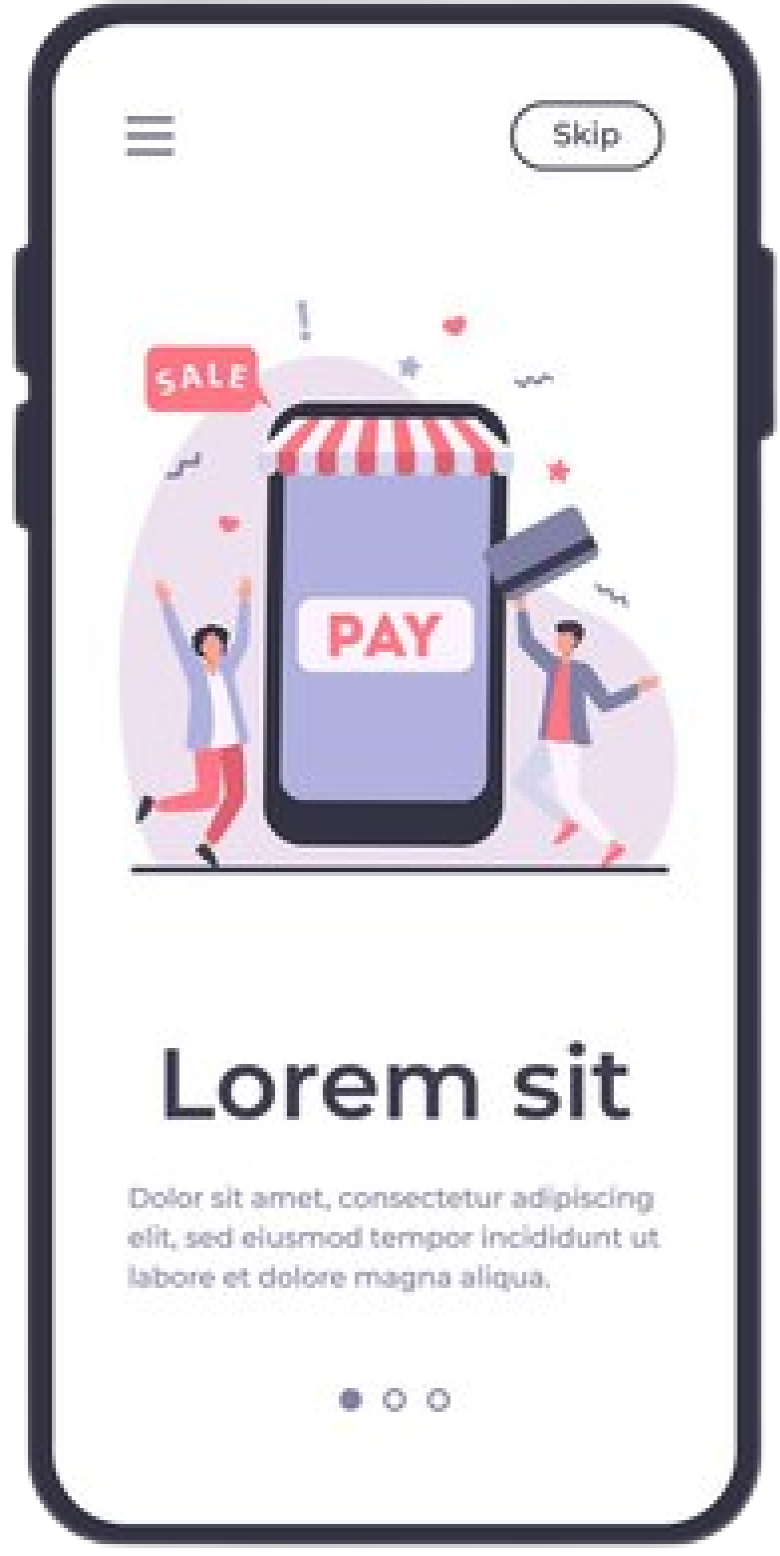 Skip
!
SALE
PAY
Lorem sit
Dolor sit amet, consectetur adipiscing
elit, sed eiusmod tempor incididunt ut
labore et dolore magna aliqua.